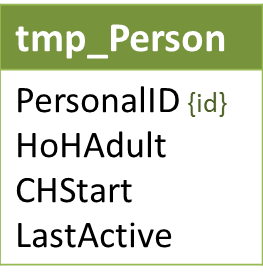 tmp_Person
PersonalID {id}
HoHAdult
CHStart
LastActive